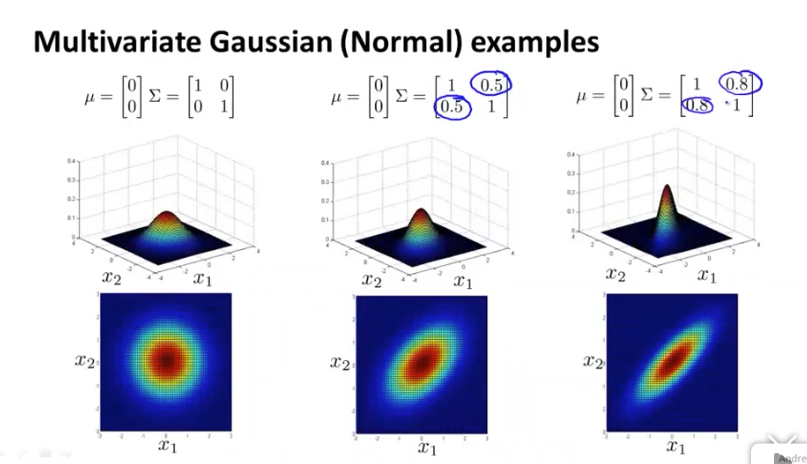 Multivariate Gaussian (Normal) examples
μ = [0 0] Σ = [1 0 0 1]
μ = [0 0] Σ = [1 0.5 0.5 1]
μ = [0 0] Σ = [1 0.8 0.8 1]
x₂ x₁
x₂ x₁
x₂ x₁
x₂
x₁
x₂
x₁
x₂
x₁
Andre